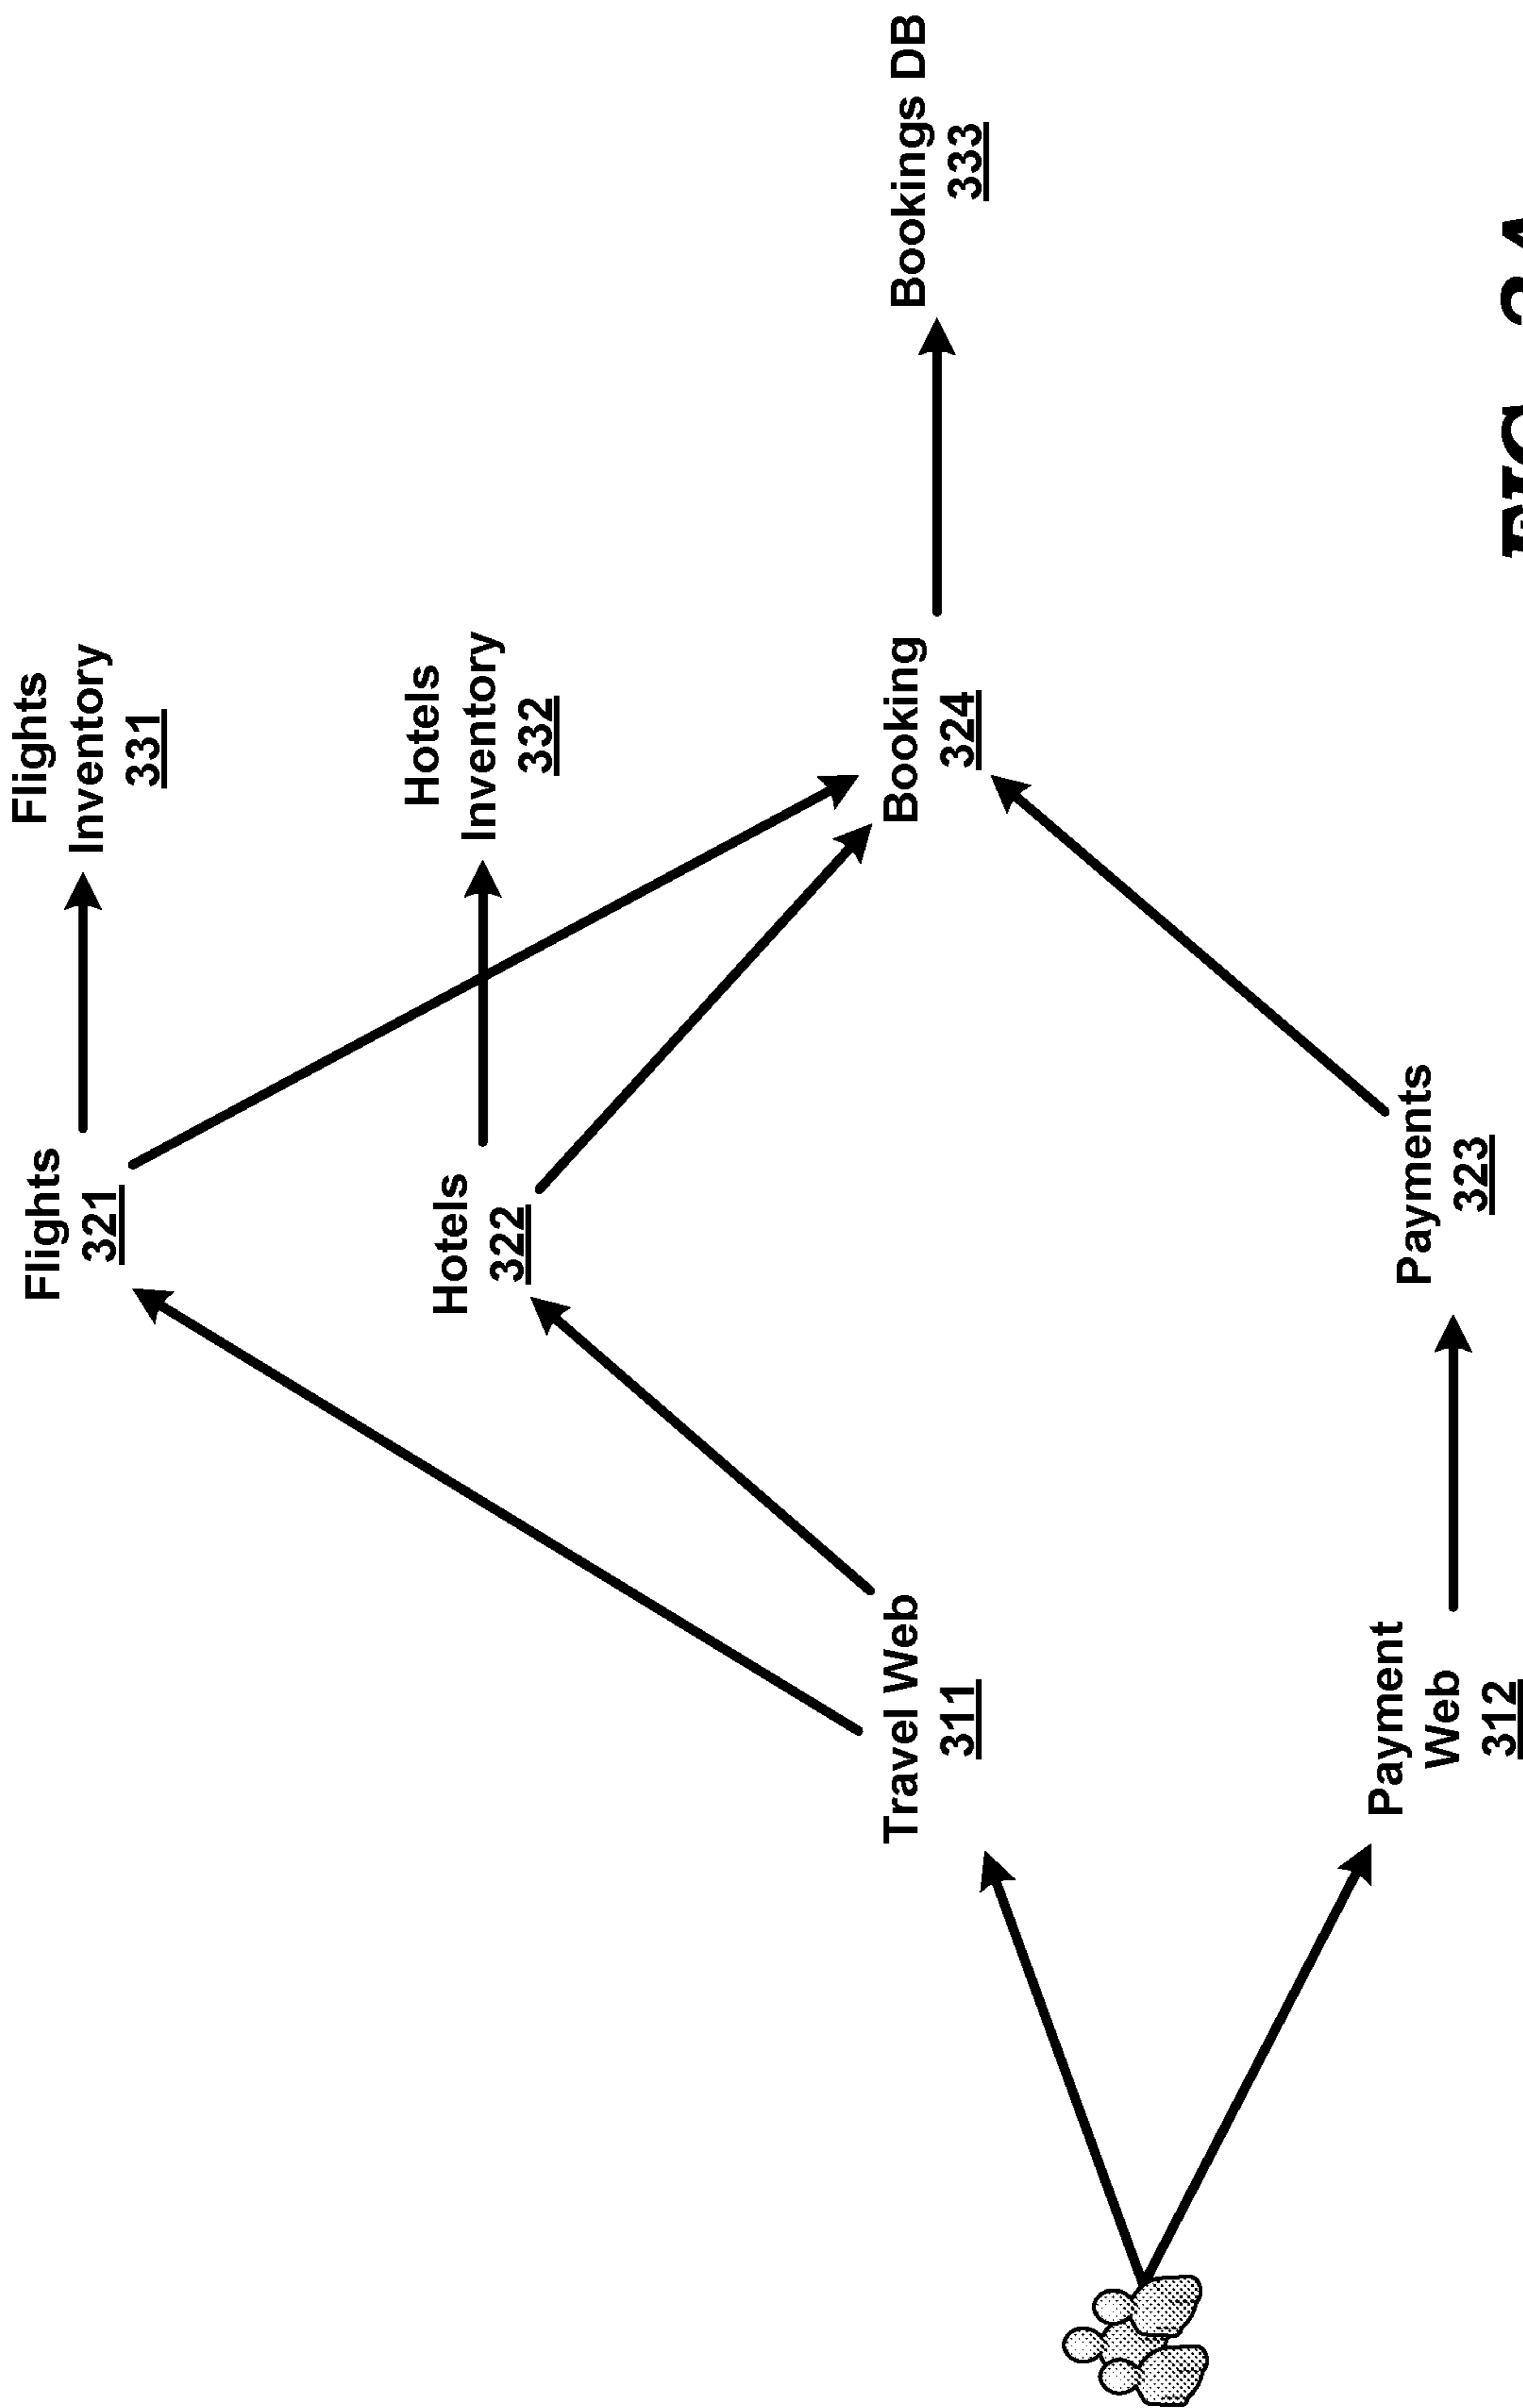 Flights
321
Flights
Inventory
331
Hotels
322
Hotels
Inventory
332
Travel Web
311
Booking
324
Bookings DB
333
Payment
Web
312
Payments
323